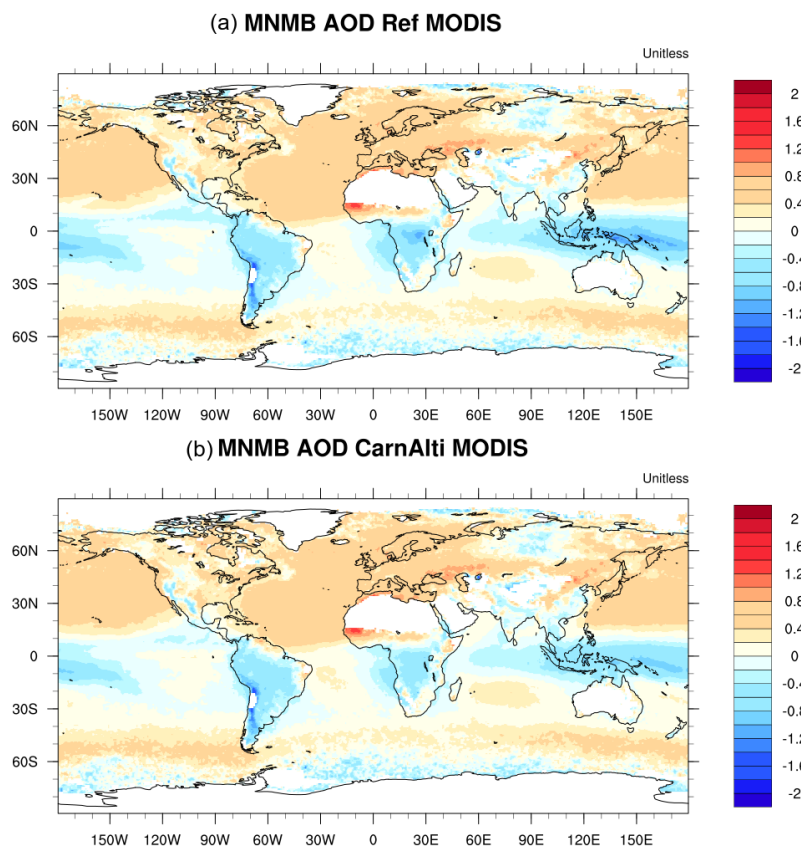 (a) MNMB AOD Ref MODIS
Unitless
60N
30N
0
30S
60S
150W 120W 90W 60W 30W 0 30E 60E 90E 120E 150E
2
1.6
1.2
0.8
0.4
0
-0.4
-0.8
-1.2
-1.6
-2
(b) MNMB AOD CarnAlti MODIS
Unitless
60N
30N
0
30S
60S
150W 120W 90W 60W 30W 0 30E 60E 90E 120E 150E
2
1.6
1.2
0.8
0.4
0
-0.4
-0.8
-1.2
-1.6
-2